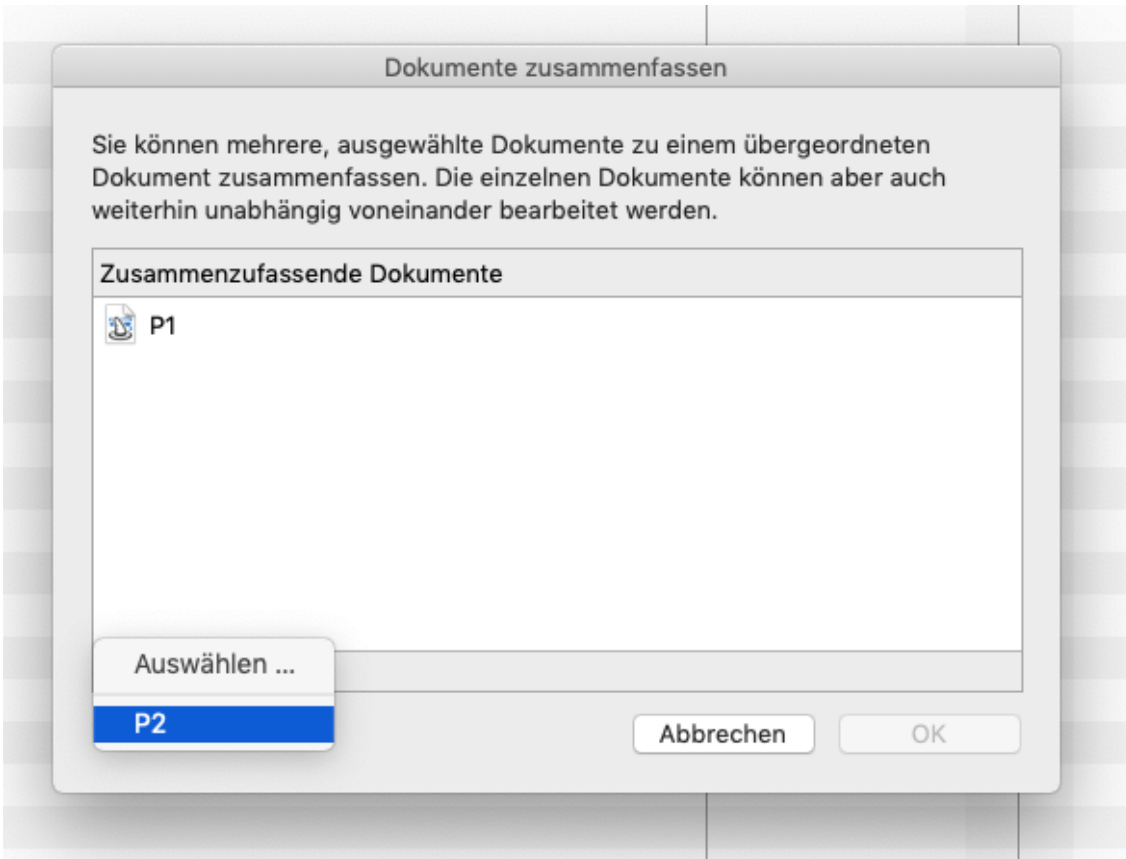 Dokumente zusammenfassen
Sie können mehrere, ausgewählte Dokumente zu einem übergeordneten
Dokument zusammenfassen. Die einzelnen Dokumente können aber auch
weiterhin unabhängig voneinander bearbeitet werden.
Zusammenzufassende Dokumente
P1
Auswählen ...
P2
Abbrechen OK